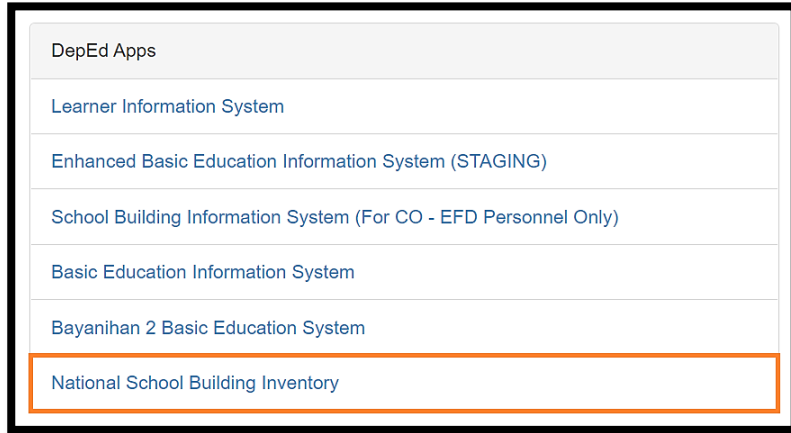 DepEd Apps
Learner Information System
Enhanced Basic Education Information System (STAGING)
School Building Information System (For CO - EFD Personnel Only)
Basic Education Information System
Bayanihan 2 Basic Education System
National School Building Inventory